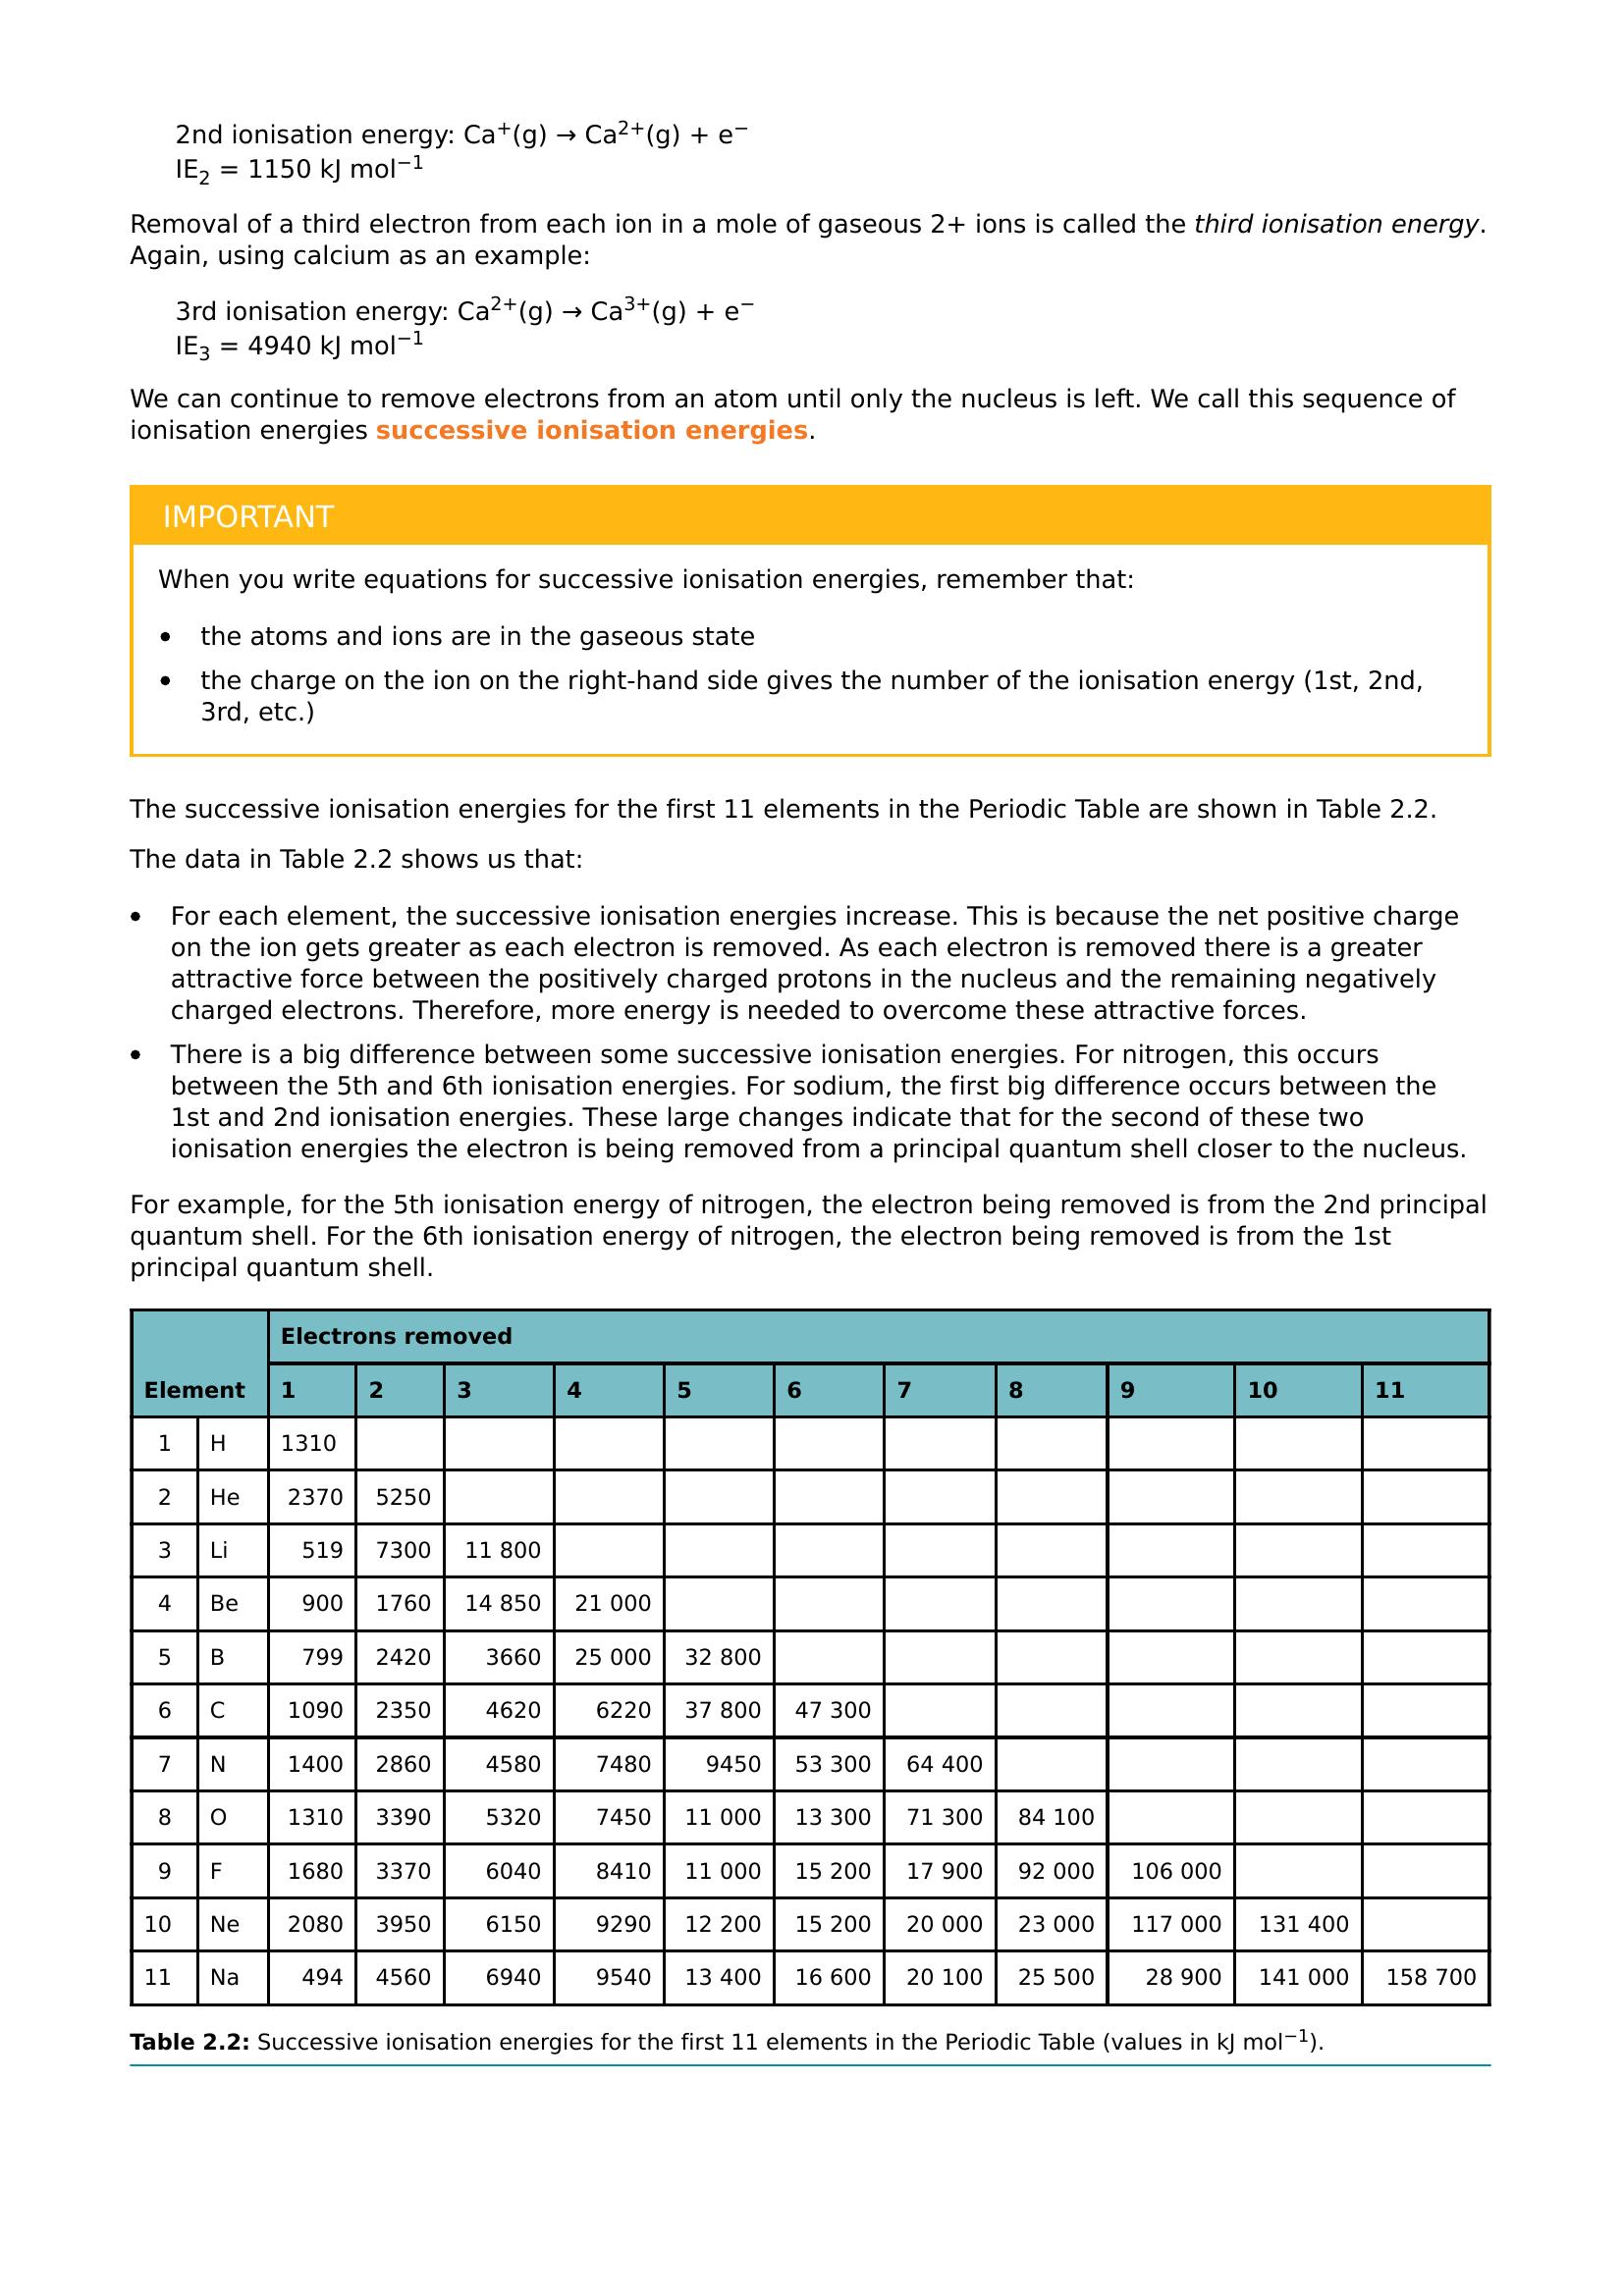 2nd ionisation energy: Ca⁺(g) → Ca²⁺(g) + e⁻
IE₂ = 1150 kJ mol⁻¹
Removal of a third electron from each ion in a mole of gaseous 2+ ions is called the third ionisation energy.
Again, using calcium as an example:
3rd ionisation energy: Ca²⁺(g) → Ca³⁺(g) + e⁻
IE₃ = 4940 kJ mol⁻¹
We can continue to remove electrons from an atom until only the nucleus is left. We call this sequence of
ionisation energies successive ionisation energies.
IMPORTANT
When you write equations for successive ionisation energies, remember that:
• the atoms and ions are in the gaseous state
• the charge on the ion on the right-hand side gives the number of the ionisation energy (1st, 2nd,
3rd, etc.)
The successive ionisation energies for the first 11 elements in the Periodic Table are shown in Table 2.2.
The data in Table 2.2 shows us that:
• For each element, the successive ionisation energies increase. This is because the net positive charge
on the ion gets greater as each electron is removed. As each electron is removed there is a greater
attractive force between the positively charged protons in the nucleus and the remaining negatively
charged electrons. Therefore, more energy is needed to overcome these attractive forces.
• There is a big difference between some successive ionisation energies. For nitrogen, this occurs
between the 5th and 6th ionisation energies. For sodium, the first big difference occurs between the
1st and 2nd ionisation energies. These large changes indicate that for the second of these two
ionisation energies the electron is being removed from a principal quantum shell closer to the nucleus.
For example, for the 5th ionisation energy of nitrogen, the electron being removed is from the 2nd principal
quantum shell. For the 6th ionisation energy of nitrogen, the electron being removed is from the 1st
principal quantum shell.
Electrons removed
Element 1 2 3 4 5 6 7 8 9 10 11
1 H 1310
2 He 2370 5250
3 Li 519 7300 11 800
4 Be 900 1760 14 850 21 000
5 B 799 2420 3660 25 000 32 800
6 C 1090 2350 4620 6220 37 800 47 300
7 N 1400 2860 4580 7480 9450 53 300 64 400
8 O 1310 3390 5320 7450 11 000 13 300 71 300 84 100
9 F 1680 3370 6040 8410 11 000 15 200 17 900 92 000 106 000
10 Ne 2080 3950 6150 9290 12 200 15 200 20 000 23 000 117 000 131 400
11 Na 494 4560 6940 9540 13 400 16 600 20 100 25 500 28 900 141 000 158 700
Table 2.2: Successive ionisation energies for the first 11 elements in the Periodic Table (values in kJ mol⁻¹).